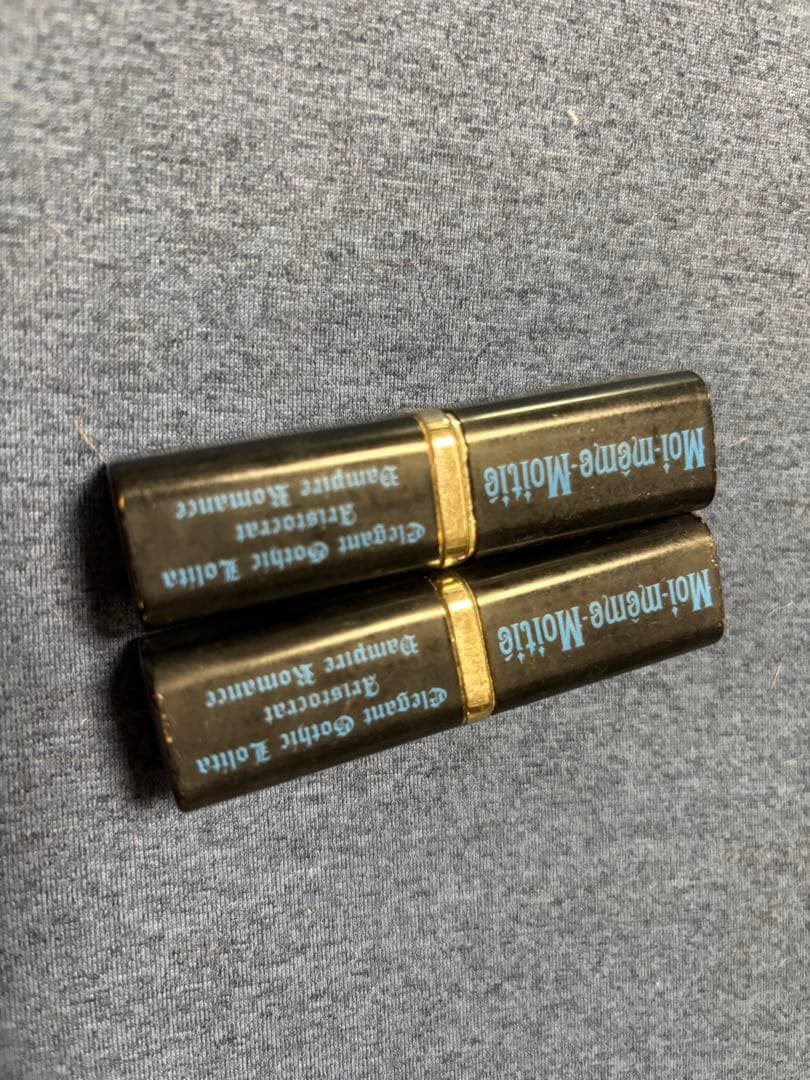 Moi-même-Moitié
Elegant Gothic Lolita
Aristocrat
Vampire Romance
Moi-même-Moitié
Elegant Gothic Lolita
Aristocrat
Vampire Romance